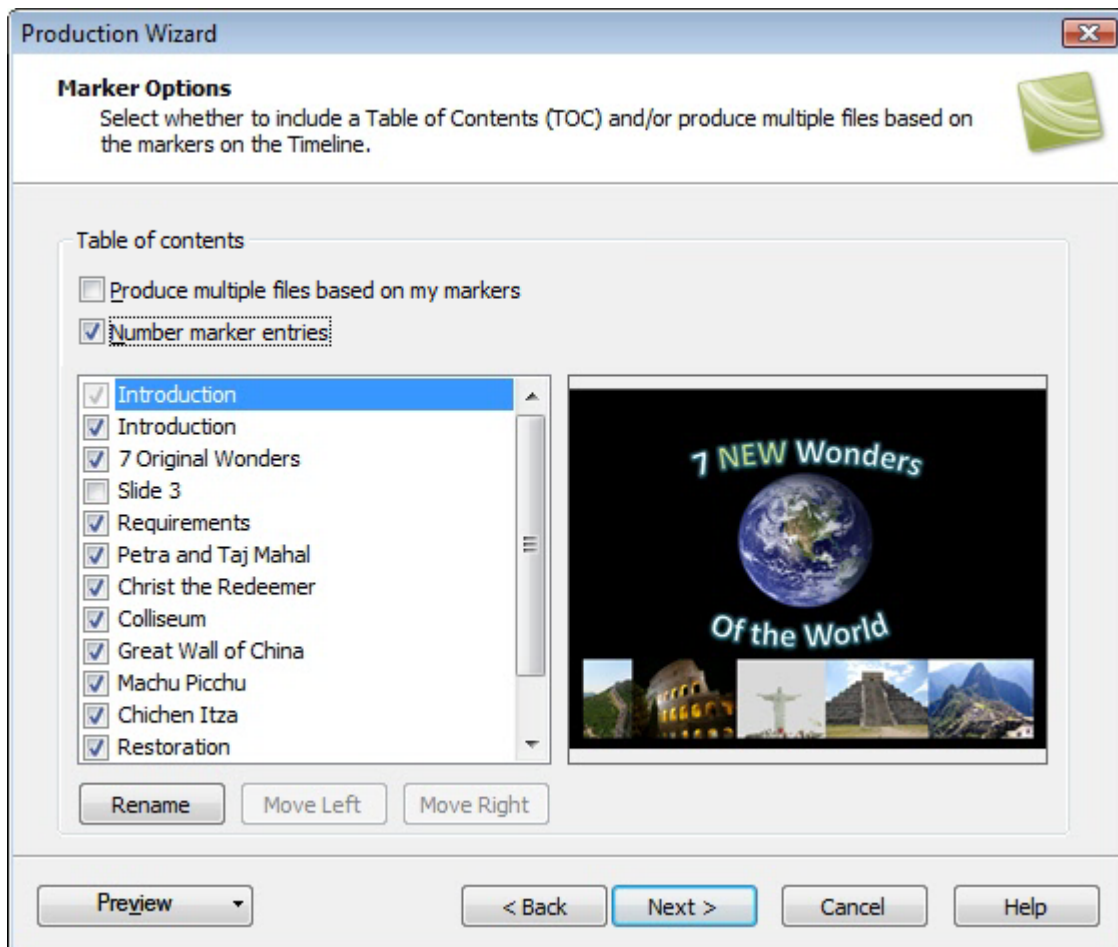 Production Wizard
Marker Options
Select whether to include a Table of Contents (TOC) and/or produce multiple files based on
the markers on the Timeline.
Table of contents
Produce multiple files based on my markers
Number marker entries
Introduction
Introduction
7 Original Wonders
Slide 3
Requirements
Petra and Taj Mahal
Christ the Redeemer
Colliseum
Great Wall of China
Machu Picchu
Chichen Itza
Restoration
7 NEW Wonders
Of the World
Rename
Move Left
Move Right
Preview
< Back
Next >
Cancel
Help